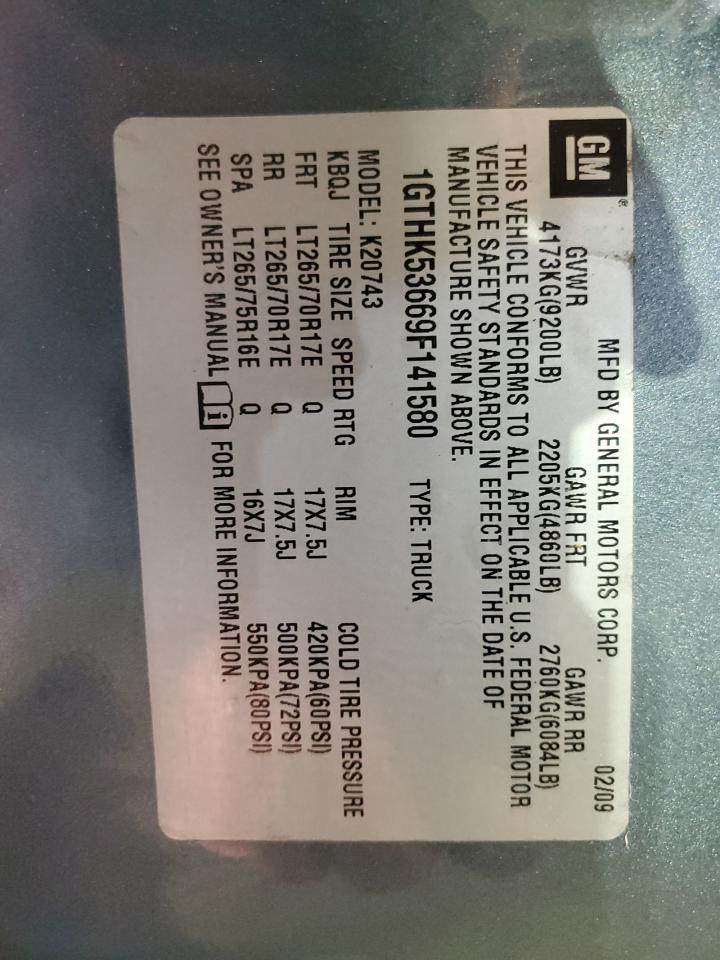 GM®
MFD BY GENERAL MOTORS CORP. 02/09
GVWR GAWR FRT GAWR RR
4173KG(9200LB) 2205KG(4860LB) 2760KG(6084LB)
THIS VEHICLE CONFORMS TO ALL APPLICABLE U.S. FEDERAL MOTOR
VEHICLE SAFETY STANDARDS IN EFFECT ON THE DATE OF
MANUFACTURE SHOWN ABOVE.
1GTHK53669F141580 TYPE: TRUCK
MODEL: K20743
KBQJ TIRE SIZE SPEED RTG RIM COLD TIRE PRESSURE
FRT LT265/70R17E Q 17X7.5J 420KPA(60PSI)
RR LT265/70R17E Q 17X7.5J 500KPA(72PSI)
SPA LT265/75R16E Q 16X7J 550KPA(80PSI)
SEE OWNER'S MANUAL i FOR MORE INFORMATION.